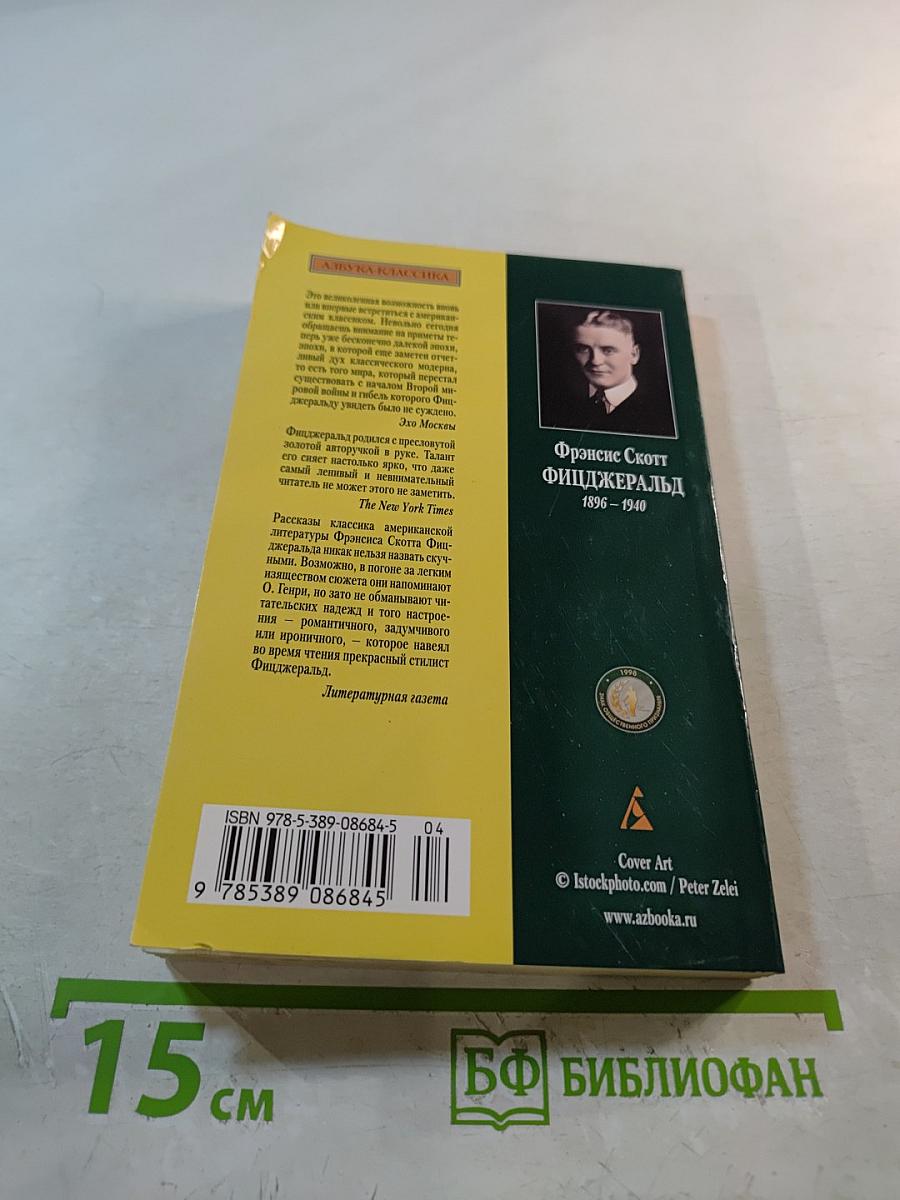 АЗБУКА-КЛАССИКА
Это великолепная возможность вновь
или впервые встретиться с американ-
ским классиком. Невольно сегодня
обращаешь внимание на приметы те-
перь уже бесконечно далекой эпохи,
эпохи, в которой еще заметен отчет-
ливый дух классического модерна,
то есть того мира, который перестал
существовать с началом Второй ми-
ровой войны и гибель которого Фиц-
джеральду увидеть было не суждено.
Эхо Москвы
Фицджеральд родился с пресловутой
золотой авторучкой в руке. Талант
его сияет настолько ярко, что даже
самый ленивый и невнимательный
читатель не может этого не заметить.
The New York Times
Рассказы классика американской
литературы Фрэнсиса Скотта Фиц-
джеральда никак нельзя назвать скуч-
ными. Возможно, в погоне за легким
изяществом сюжета они напоминают
О. Генри, но зато не обманывают чи-
тательских надежд и того настрое-
ния — романтичного, задумчивого
или ироничного, — которое навеял
во время чтения прекрасный стилист
Фицджеральд.
Литературная газета
ISBN 978-5-389-08684-5
04
9 785389 086845
Фрэнсис Скотт
ФИЦДЖЕРАЛЬД
1896 – 1940
1998
ЗНАК ОБЩЕСТВЕННОГО ПРИЗНАНИЯ
Cover Art
© Istockphoto.com / Peter Zelei
www.azbooka.ru
15 см
БФ БИБЛИОФАН